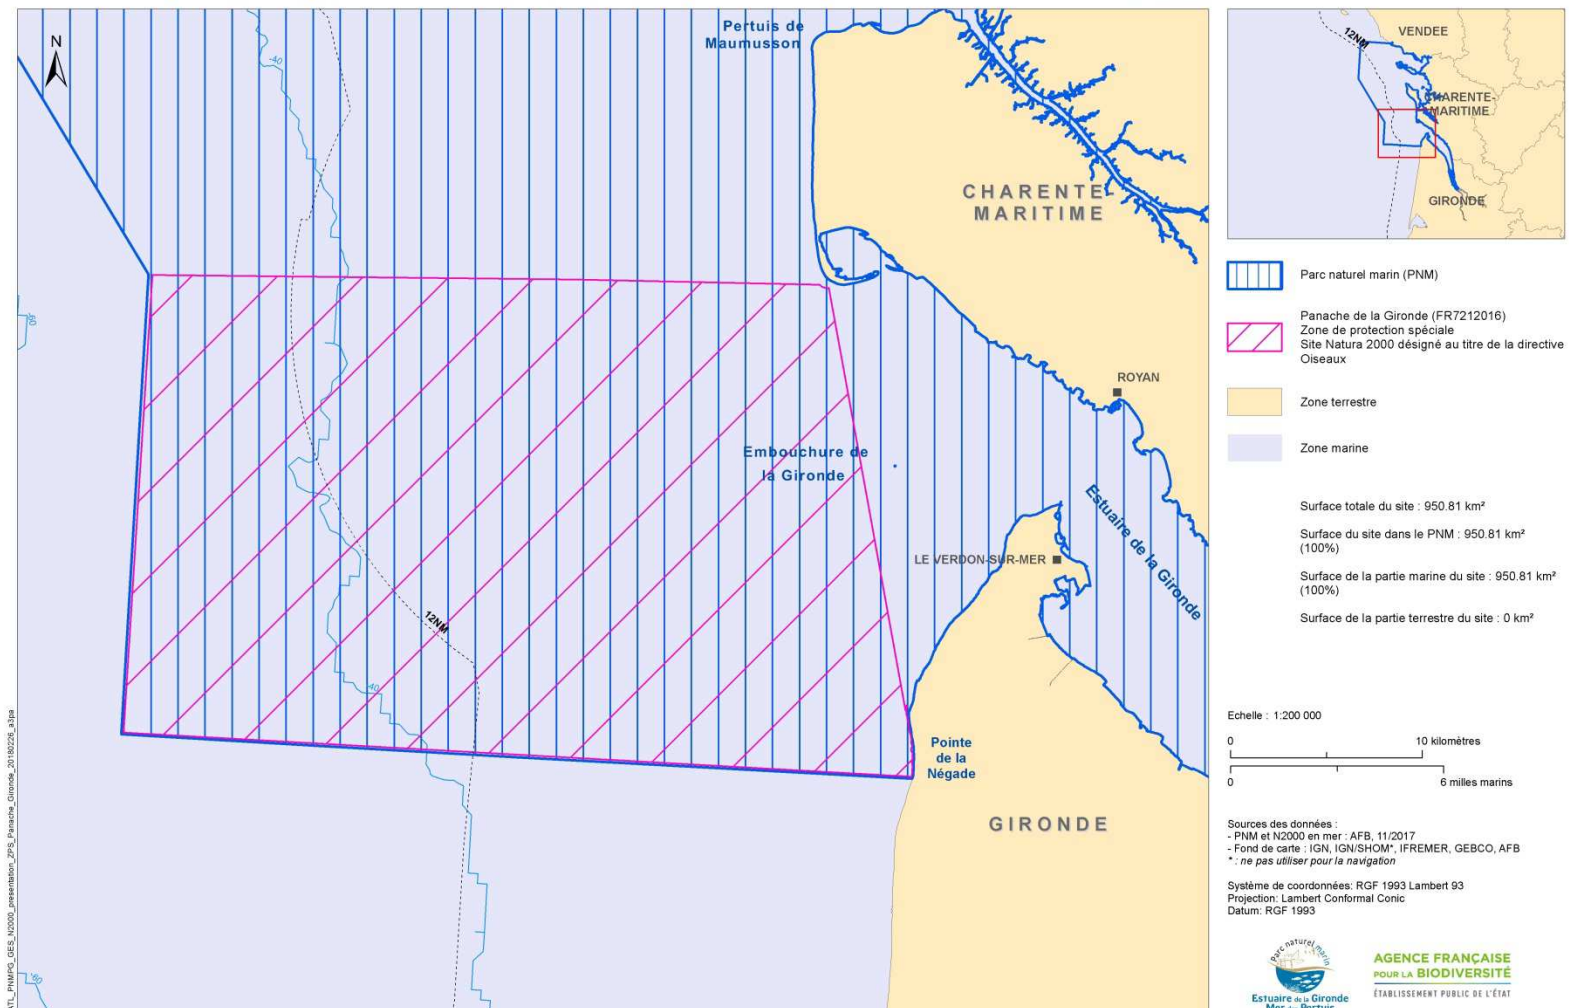 Pertuis de
Maumusson
N
-40
-60
CHARENTE-
MARITIME
ROYAN
Embouchure de
la Gironde
Estuaire de la Gironde
LE VERDON-SUR-MER
12NM
-40
Pointe
de la
Négade
GIRONDE
-60
ATL_PNMPG_GES_N2000_presentation_ZPS_Panache_Gironde_20180226_a3pa
12NM
VENDEE
CHARENTE-
MARITIME
GIRONDE
Parc naturel marin (PNM)
Panache de la Gironde (FR7212016)
Zone de protection spéciale
Site Natura 2000 désigné au titre de la directive
Oiseaux
Zone terrestre
Zone marine
Surface totale du site : 950.81 km²
Surface du site dans le PNM : 950.81 km²
(100%)
Surface de la partie marine du site : 950.81 km²
(100%)
Surface de la partie terrestre du site : 0 km²
Echelle : 1:200 000
0 10 kilomètres
0 6 milles marins
Sources des données :
- PNM et N2000 en mer : AFB, 11/2017
- Fond de carte : IGN, IGN/SHOM*, IFREMER, GEBCO, AFB
* : ne pas utiliser pour la navigation
Système de coordonnées: RGF 1993 Lambert 93
Projection: Lambert Conformal Conic
Datum: RGF 1993
Parc naturel marin
Estuaire de la Gironde
Mer des Pertuis
AGENCE FRANÇAISE
POUR LA BIODIVERSITÉ
ÉTABLISSEMENT PUBLIC DE L'ÉTAT